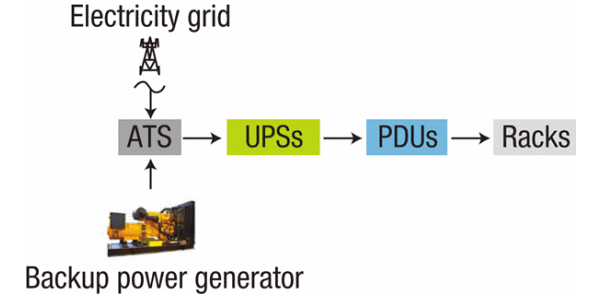 Electricity grid
ATS
UPSs
PDUs
Racks
Backup power generator